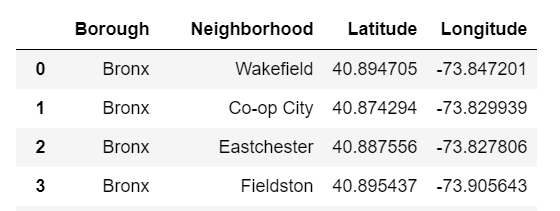 Borough Neighborhood Latitude Longitude
0 Bronx Wakefield 40.894705 -73.847201
1 Bronx Co-op City 40.874294 -73.829939
2 Bronx Eastchester 40.887556 -73.827806
3 Bronx Fieldston 40.895437 -73.905643